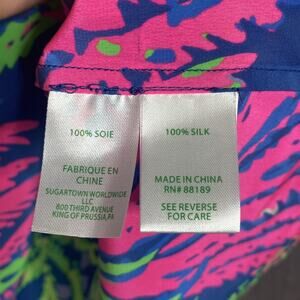 100% SOIE
FABRIQUE EN
CHINE
SUGARTOWN WORLDWIDE
LLC
800 THIRD AVENUE
KING OF PRUSSIA,PA
100% SILK
MADE IN CHINA
RN# 88189
SEE REVERSE
FOR CARE